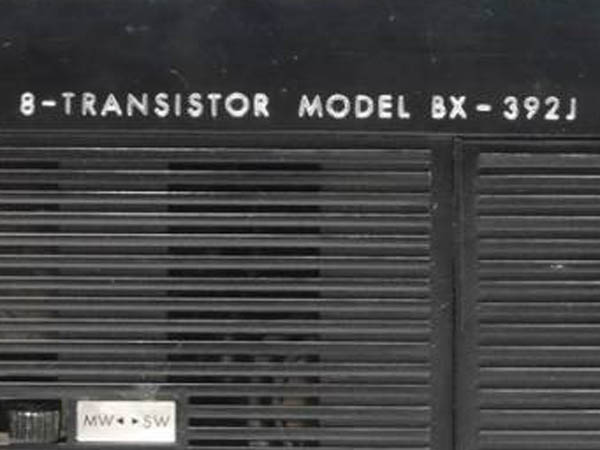 8-TRANSISTOR MODEL BX-392J
MW◄ ►SW